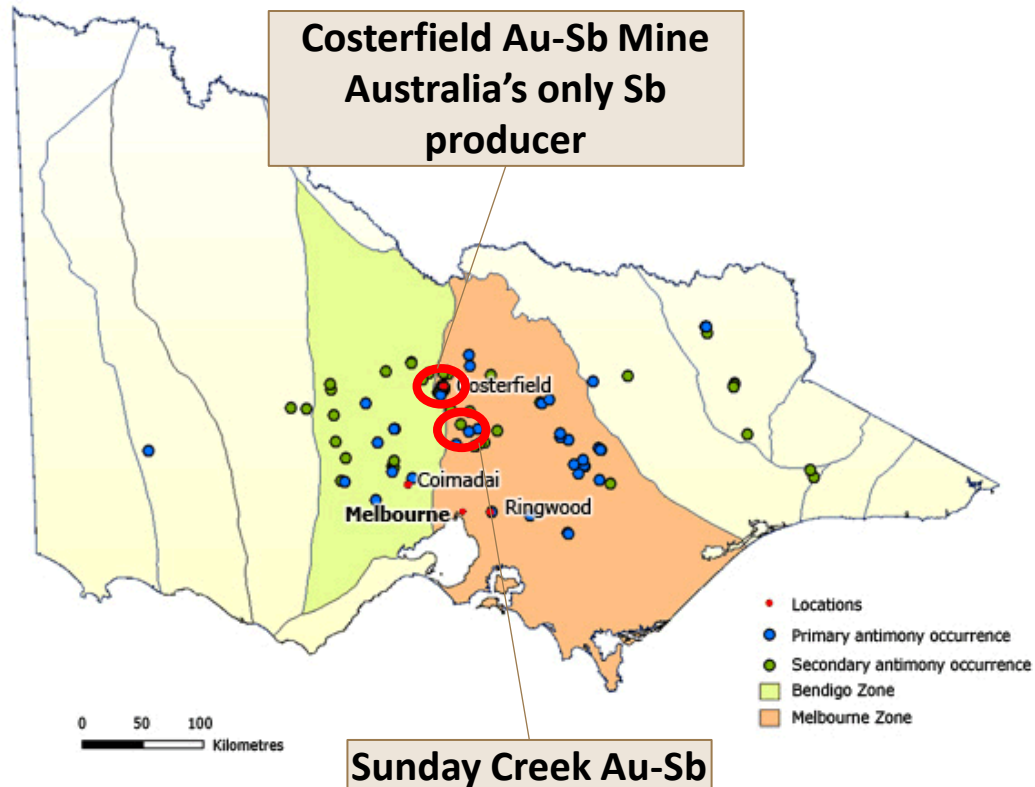 Costerfield Au-Sb Mine
Australia's only Sb
producer
Costerfield
Coimadai
Melbourne
Ringwood
Locations
Primary antimony occurrence
Secondary antimony occurrence
Bendigo Zone
Melbourne Zone
0 50 100
Kilometres
Sunday Creek Au-Sb